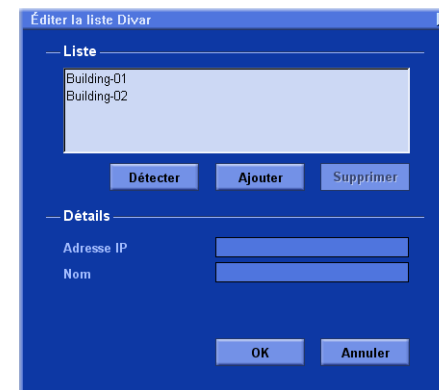 Éditer la liste Divar
Liste
Building-01
Building-02
Détecter Ajouter Supprimer
Détails
Adresse IP
Nom
OK Annuler